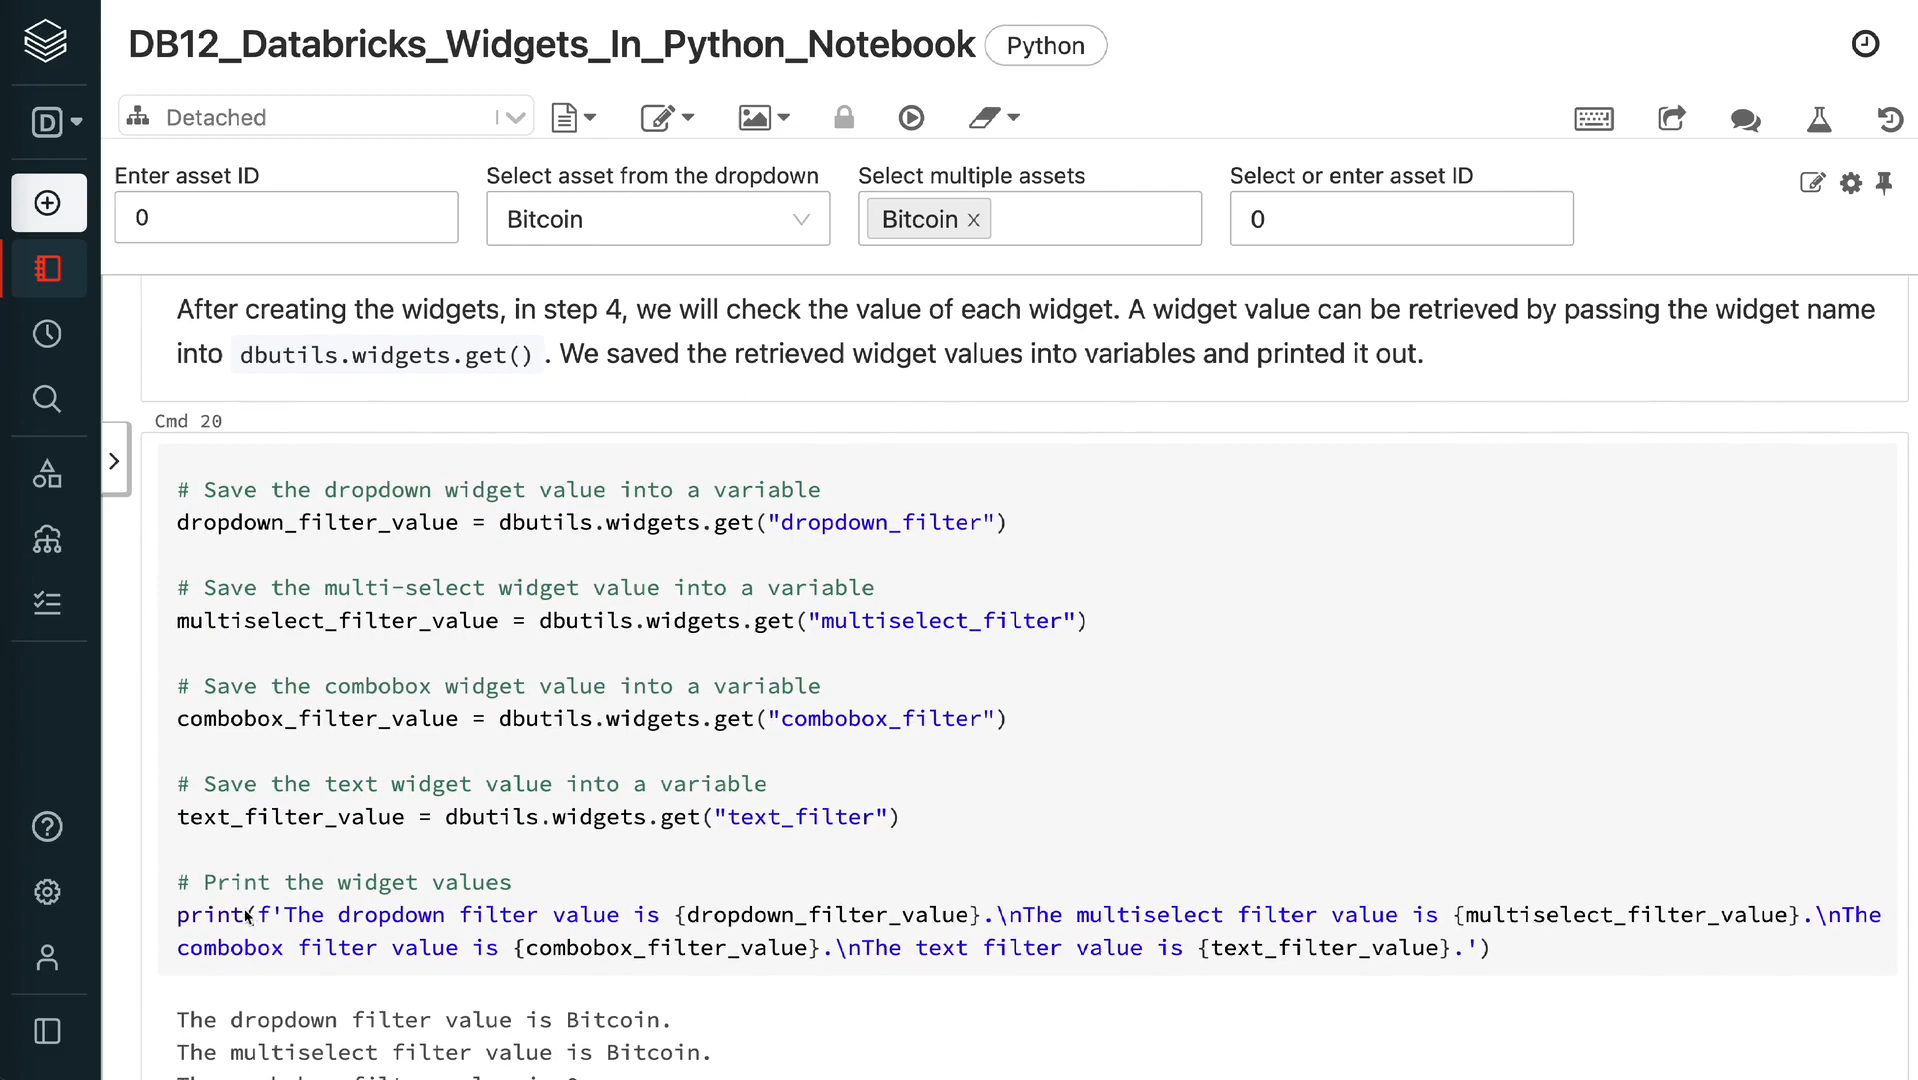 DB12_Databricks_Widgets_In_Python_Notebook Python
D
Detached
Enter asset ID
Select asset from the dropdown
Select multiple assets
Select or enter asset ID
0
Bitcoin
Bitcoin ×
0
After creating the widgets, in step 4, we will check the value of each widget. A widget value can be retrieved by passing the widget name
into dbutils.widgets.get() . We saved the retrieved widget values into variables and printed it out.
Cmd 20
# Save the dropdown widget value into a variable
dropdown_filter_value = dbutils.widgets.get("dropdown_filter")
# Save the multi-select widget value into a variable
multiselect_filter_value = dbutils.widgets.get("multiselect_filter")
# Save the combobox widget value into a variable
combobox_filter_value = dbutils.widgets.get("combobox_filter")
# Save the text widget value into a variable
text_filter_value = dbutils.widgets.get("text_filter")
# Print the widget values
print(f'The dropdown filter value is {dropdown_filter_value}.\nThe multiselect filter value is {multiselect_filter_value}.\nThe
combobox filter value is {combobox_filter_value}.\nThe text filter value is {text_filter_value}.')
The dropdown filter value is Bitcoin.
The multiselect filter value is Bitcoin.